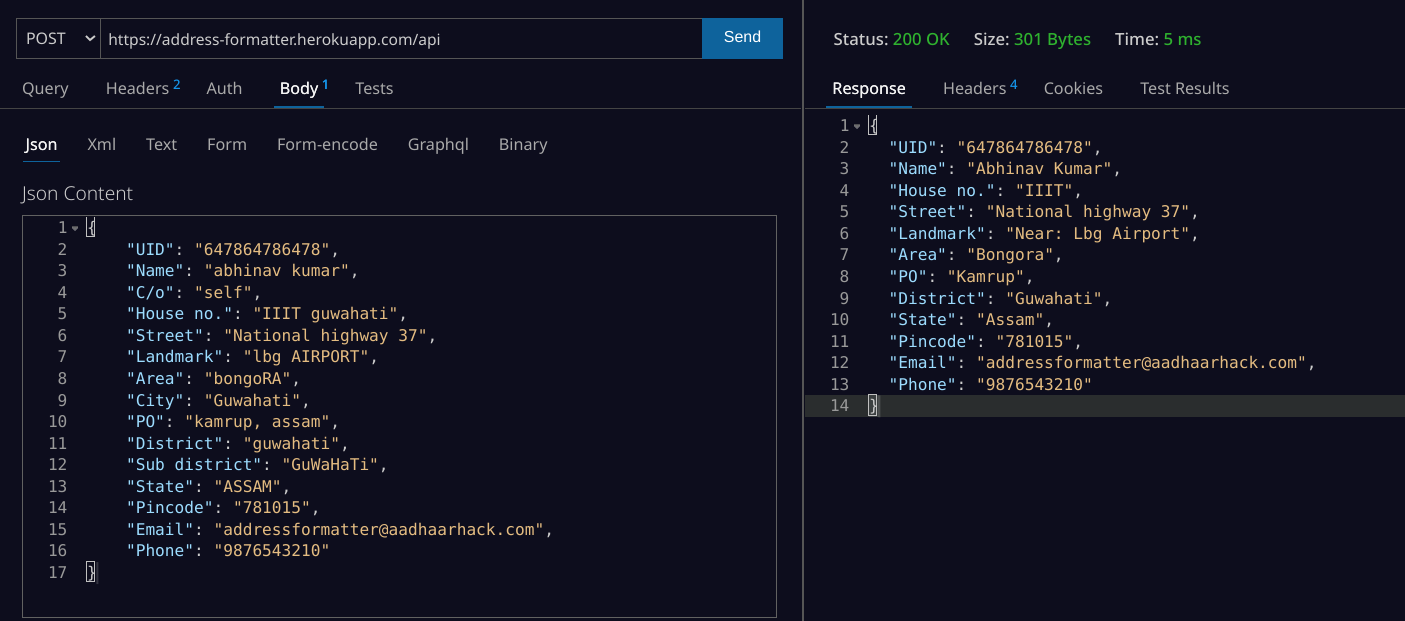 POST https://address-formatter.herokuapp.com/api Send
Query Headers 2 Auth Body 1 Tests
Json Xml Text Form Form-encode Graphql Binary
Json Content
1 {
2 "UID": "647864786478",
3 "Name": "abhinav kumar",
4 "C/o": "self",
5 "House no.": "IIIT guwahati",
6 "Street": "National highway 37",
7 "Landmark": "lbg AIRPORT",
8 "Area": "bongoRA",
9 "City": "Guwahati",
10 "PO": "kamrup, assam",
11 "District": "guwahati",
12 "Sub district": "GuWaHaTi",
13 "State": "ASSAM",
14 "Pincode": "781015",
15 "Email": "addressformatter@aadhaarhack.com",
16 "Phone": "9876543210"
17 }
Status: 200 OK Size: 301 Bytes Time: 5 ms
Response Headers 4 Cookies Test Results
1 {
2 "UID": "647864786478",
3 "Name": "Abhinav Kumar",
4 "House no.": "IIIT",
5 "Street": "National highway 37",
6 "Landmark": "Near: Lbg Airport",
7 "Area": "Bongora",
8 "PO": "Kamrup",
9 "District": "Guwahati",
10 "State": "Assam",
11 "Pincode": "781015",
12 "Email": "addressformatter@aadhaarhack.com",
13 "Phone": "9876543210"
14 }